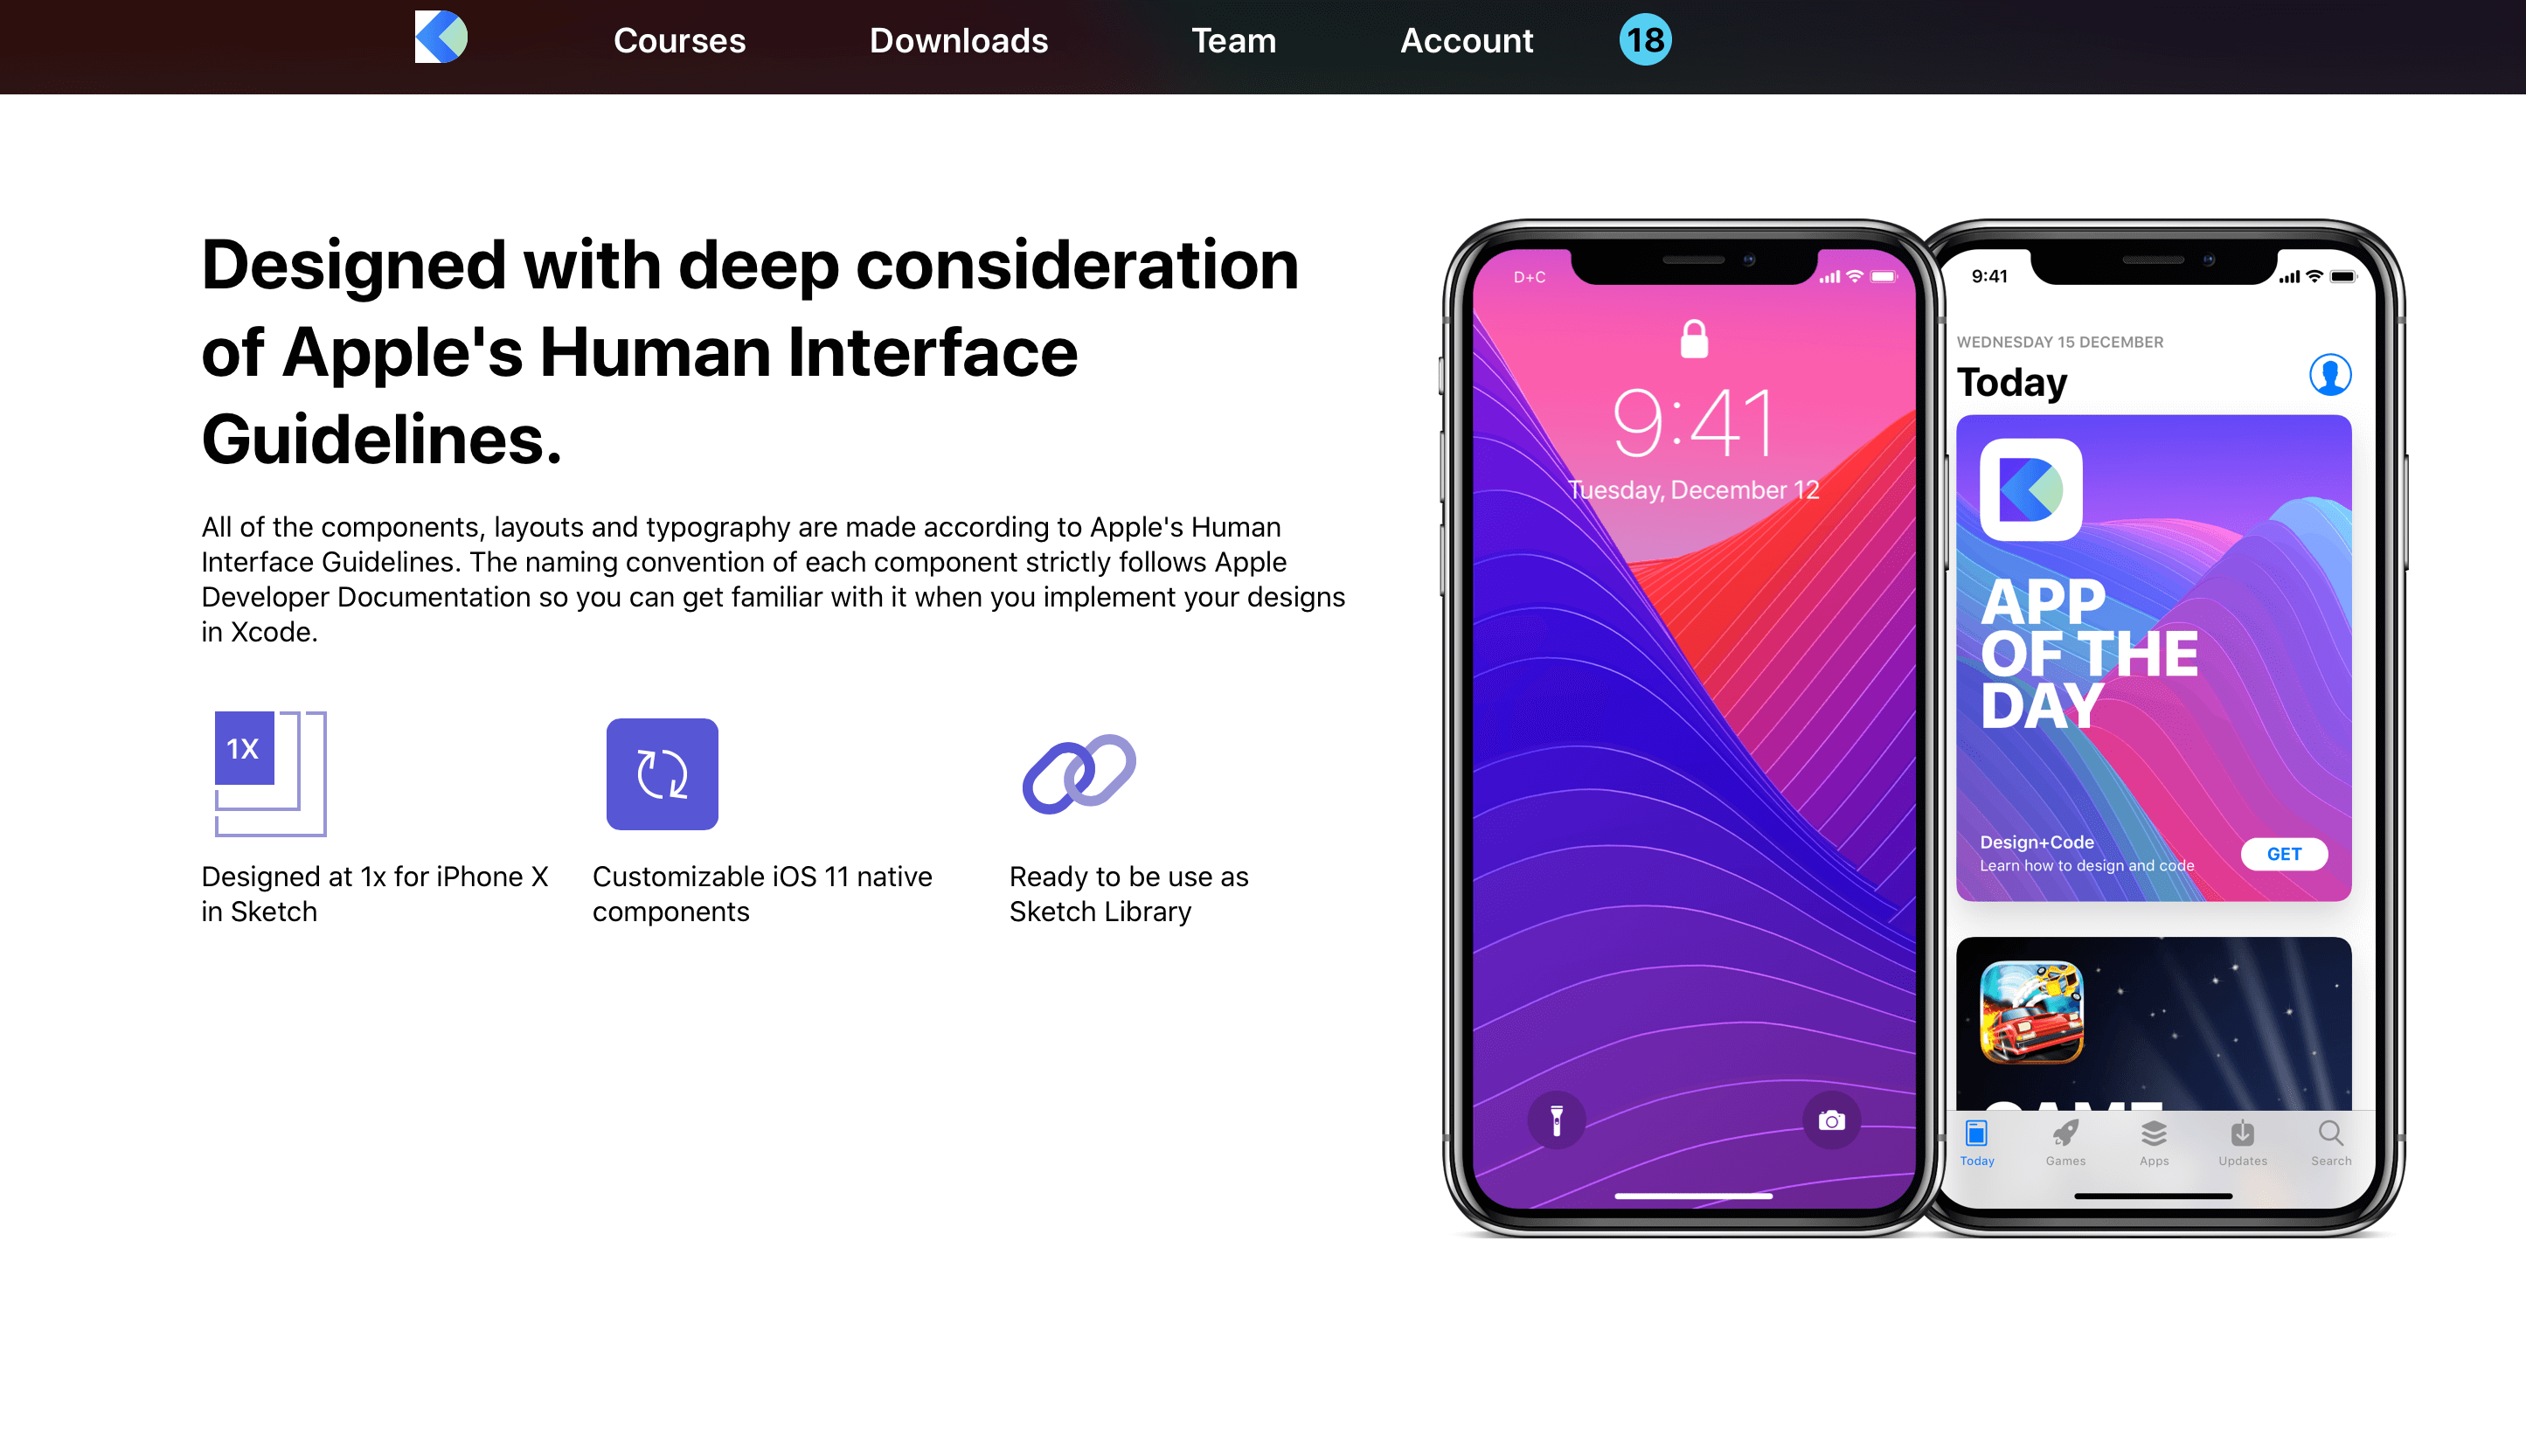 Courses
Downloads
Team
Account
18
Designed with deep consideration
of Apple's Human Interface
Guidelines.
All of the components, layouts and typography are made according to Apple's Human
Interface Guidelines. The naming convention of each component strictly follows Apple
Developer Documentation so you can get familiar with it when you implement your designs
in Xcode.
1X
Designed at 1x for iPhone X
in Sketch
Customizable iOS 11 native
components
Ready to be use as
Sketch Library
D+C
9:41
Tuesday, December 12
9:41
WEDNESDAY 15 DECEMBER
Today
APP
OF THE
DAY
Design+Code
Learn how to design and code
GET
Today
Games
Apps
Updates
Search